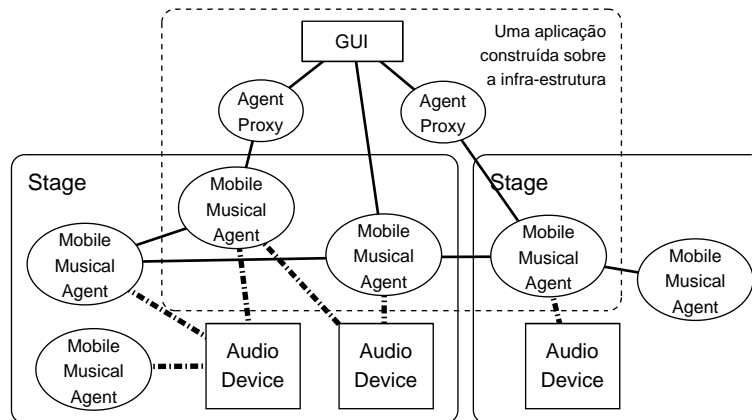 GUI
Uma aplicação
construída sobre
a infra-estrutura
Agent
Proxy
Agent
Proxy
Stage
Mobile
Musical
Agent
Mobile
Musical
Agent
Mobile
Musical
Agent
Mobile
Musical
Agent
Audio
Device
Audio
Device
Stage
Mobile
Musical
Agent
Mobile
Musical
Agent
Audio
Device